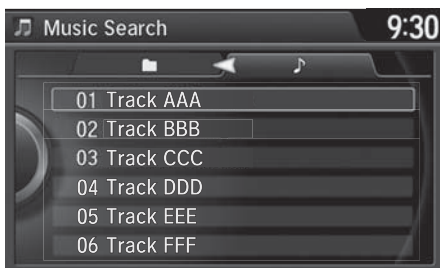 Music Search
9:30
01 Track AAA
02 Track BBB
03 Track CCC
04 Track DDD
05 Track EEE
06 Track FFF